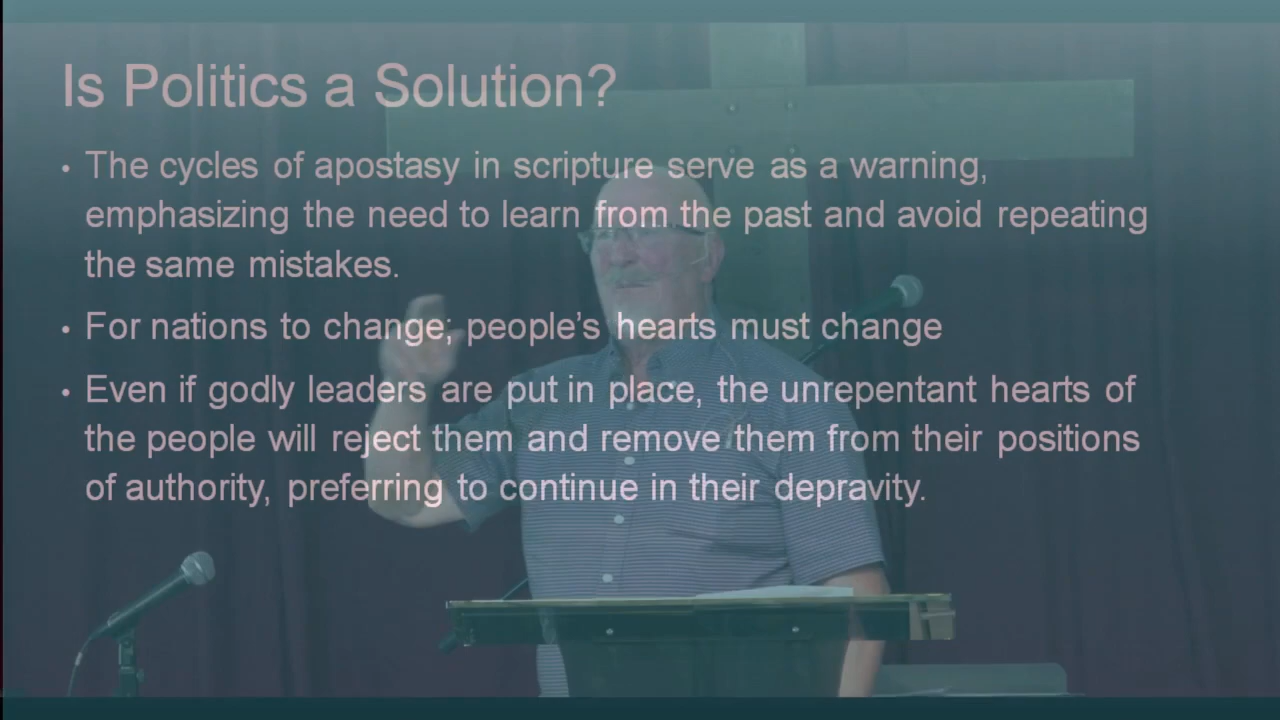 Is Politics a Solution?
• The cycles of apostasy in scripture serve as a warning,
emphasizing the need to learn from the past and avoid repeating
the same mistakes.
• For nations to change; people’s hearts must change
• Even if godly leaders are put in place, the unrepentant hearts of
the people will reject them and remove them from their positions
of authority, preferring to continue in their depravity.